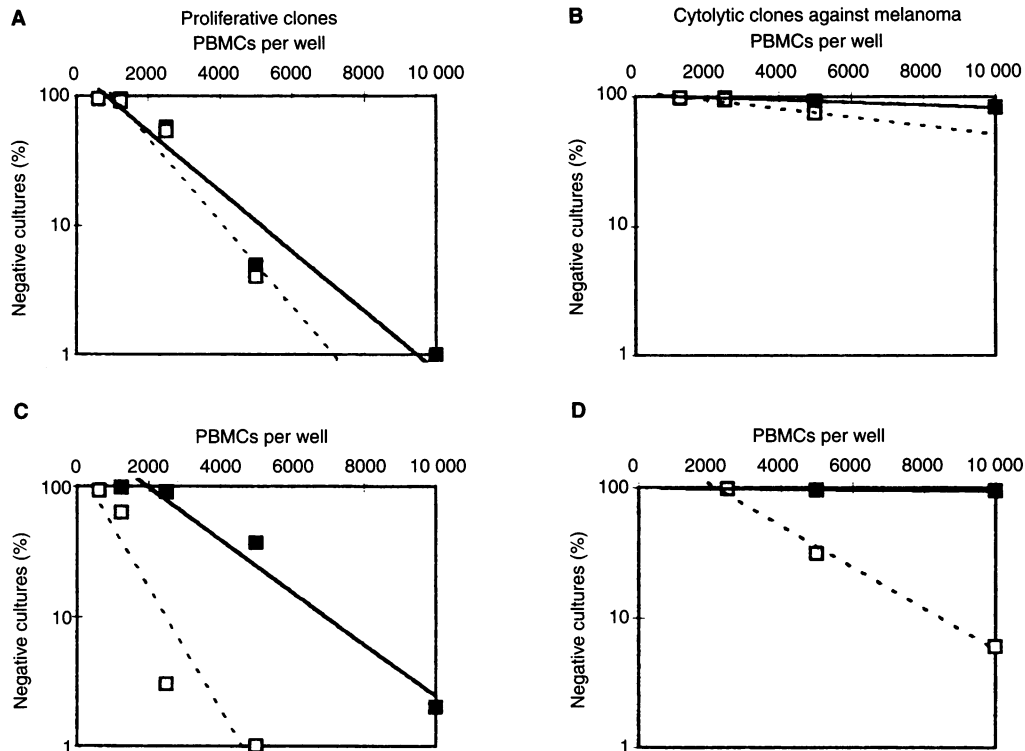 A
Proliferative clones
PBMCs per well
0 2000 4000 6000 8000 10 000
100
10
1
Negative cultures (%)
B
Cytolytic clones against melanoma
PBMCs per well
0 2000 4000 6000 8000 10 000
100
10
1
Negative cultures (%)
C
PBMCs per well
0 2000 4000 6000 8000 10 000
100
10
1
Negative cultures (%)
D
PBMCs per well
0 2000 4000 6000 8000 10 000
100
10
1
Negative cultures (%)